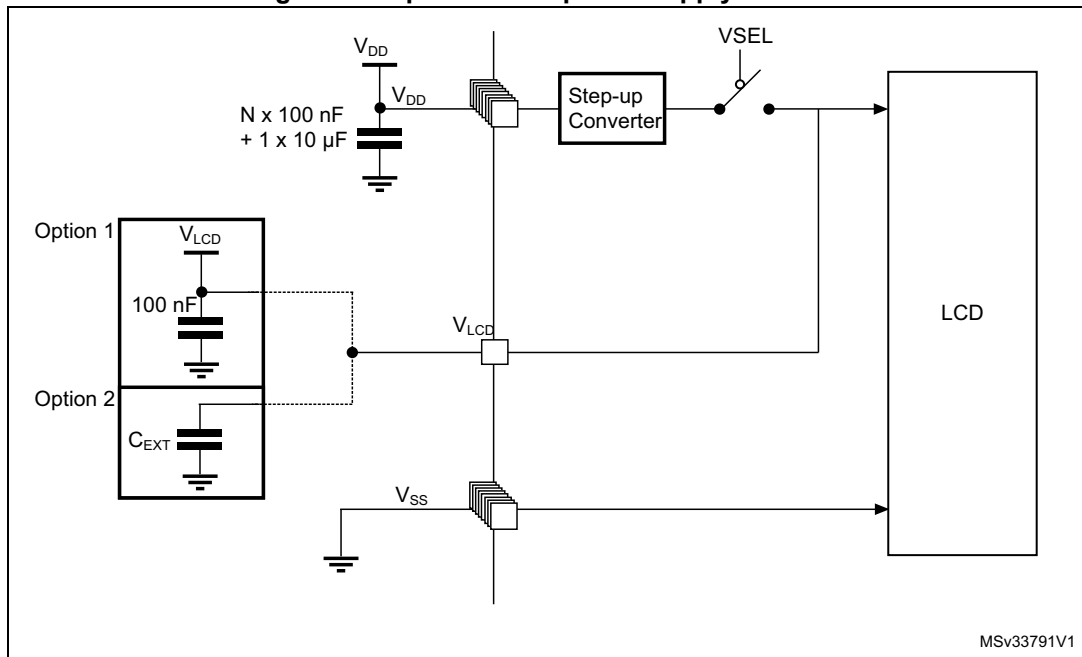 VSEL
VDD
VDD
N x 100 nF
+ 1 x 10 µF
Step-up
Converter
Option 1
VLCD
100 nF
VLCD
LCD
Option 2
CEXT
VSS
MSv33791V1